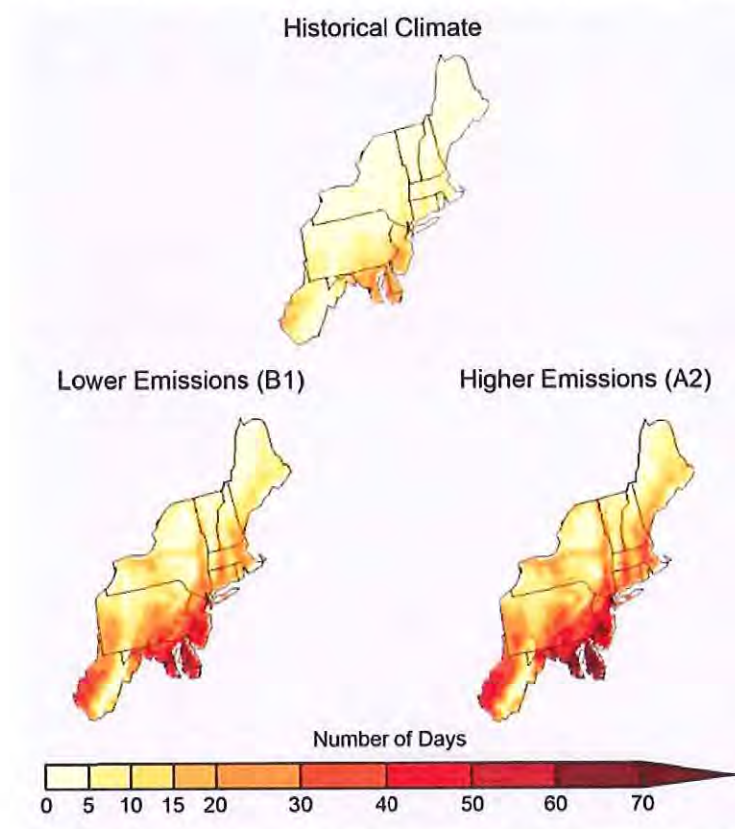 Historical Climate
Lower Emissions (B1)
Higher Emissions (A2)
Number of Days
0 5 10 15 20 30 40 50 60 70